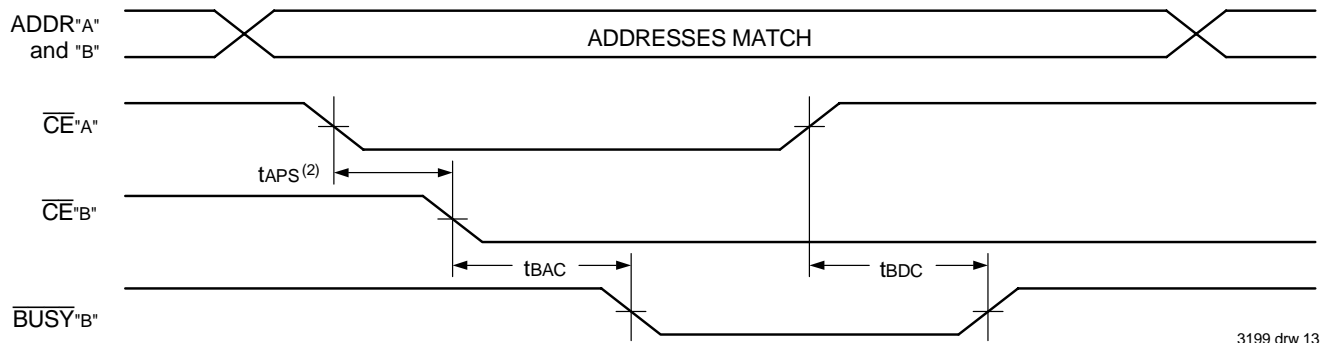 ADDR"A"
and "B"
ADDRESSES MATCH
CE"A"
tAPS(2)
CE"B"
tBAC
tBDC
BUSY"B"
3199 drw 13